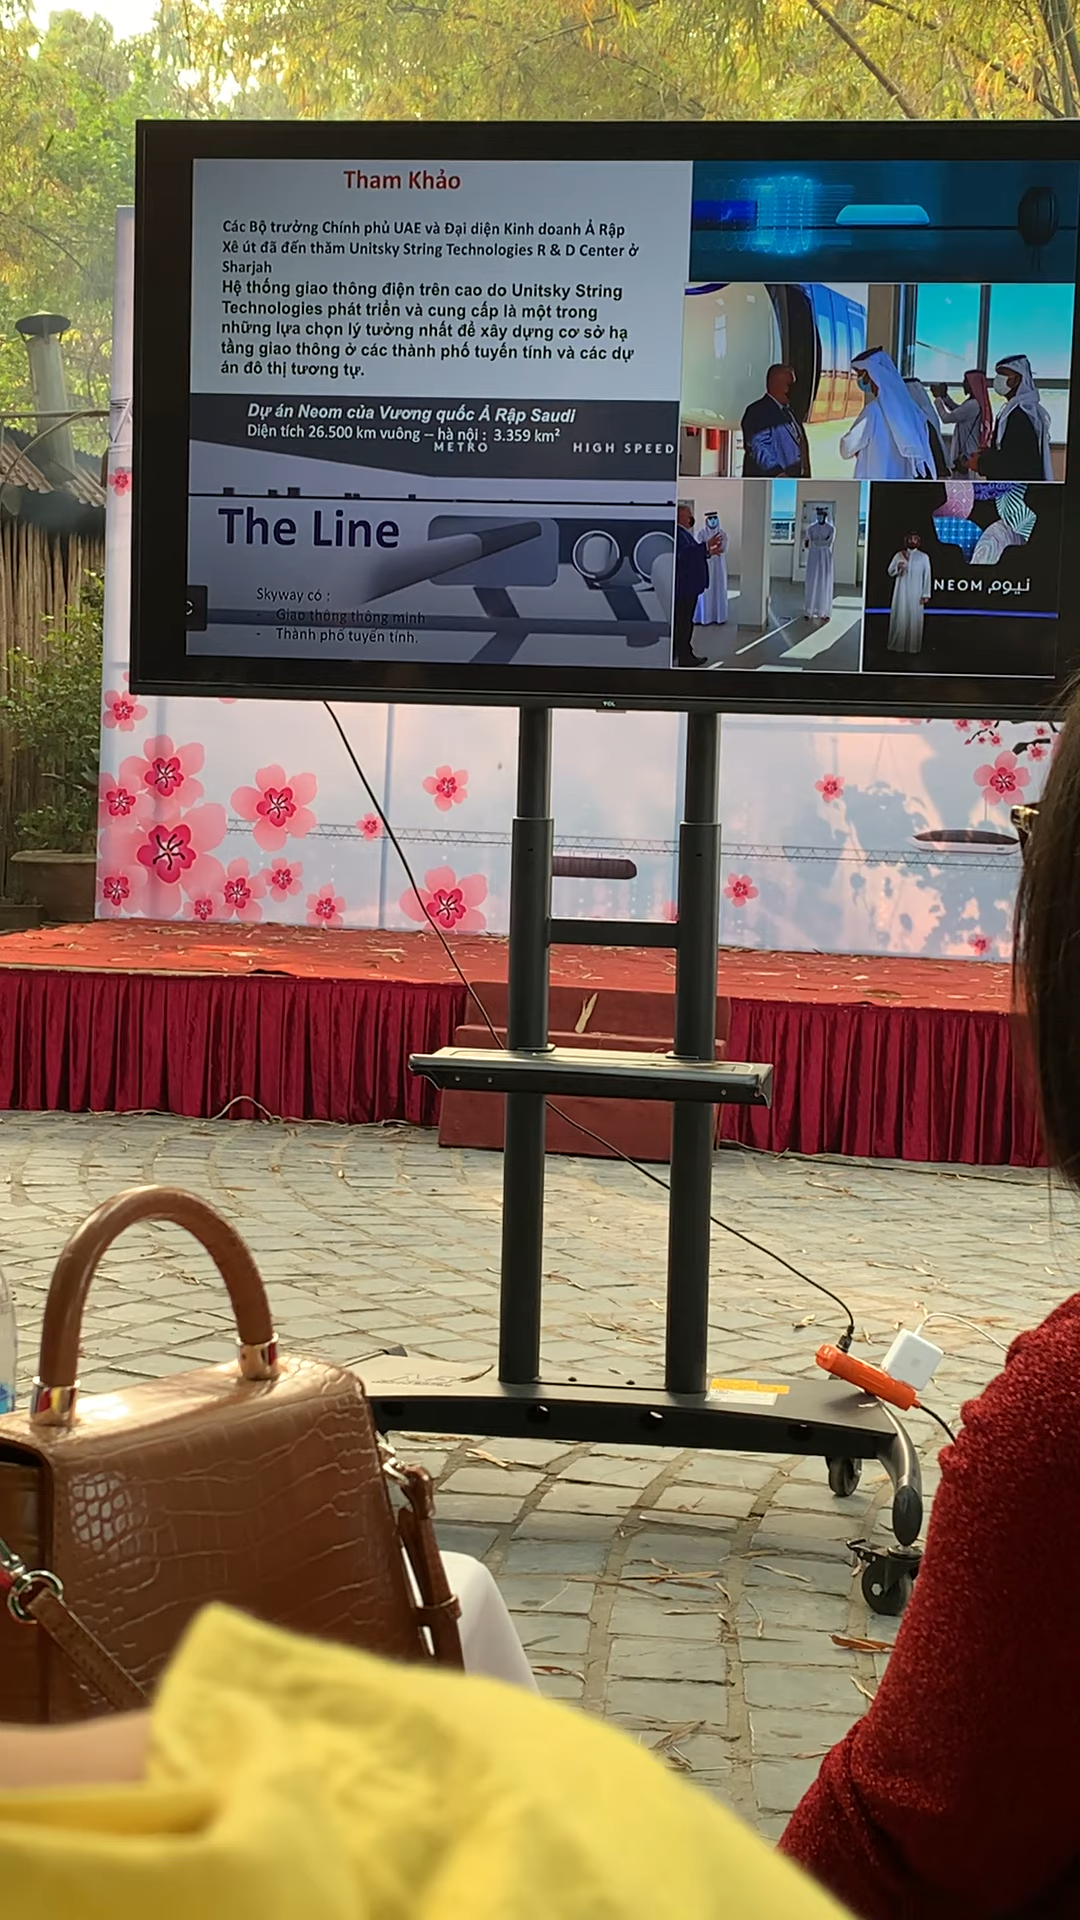 Tham Khảo
Các Bộ trưởng Chính phủ UAE và Đại diện Kinh doanh Ả Rập
Xê út đã đến thăm Unitsky String Technologies R & D Center ở
Sharjah
Hệ thống giao thông điện trên cao do Unitsky String
Technologies phát triển và cung cấp là một trong
những lựa chọn lý tưởng nhất để xây dựng cơ sở hạ
tầng giao thông ở các thành phố tuyến tính và các dự
án đô thị tương tự.
Dự án Neom của Vương quốc Ả Rập Saudi
Diện tích 26.500 km vuông – hà nội : 3.359 km²
METRO
HIGH SPEED
The Line
Skyway có :
- Giao thông thông minh
- Thành phố tuyến tính.
NEOM نيوم
TCL